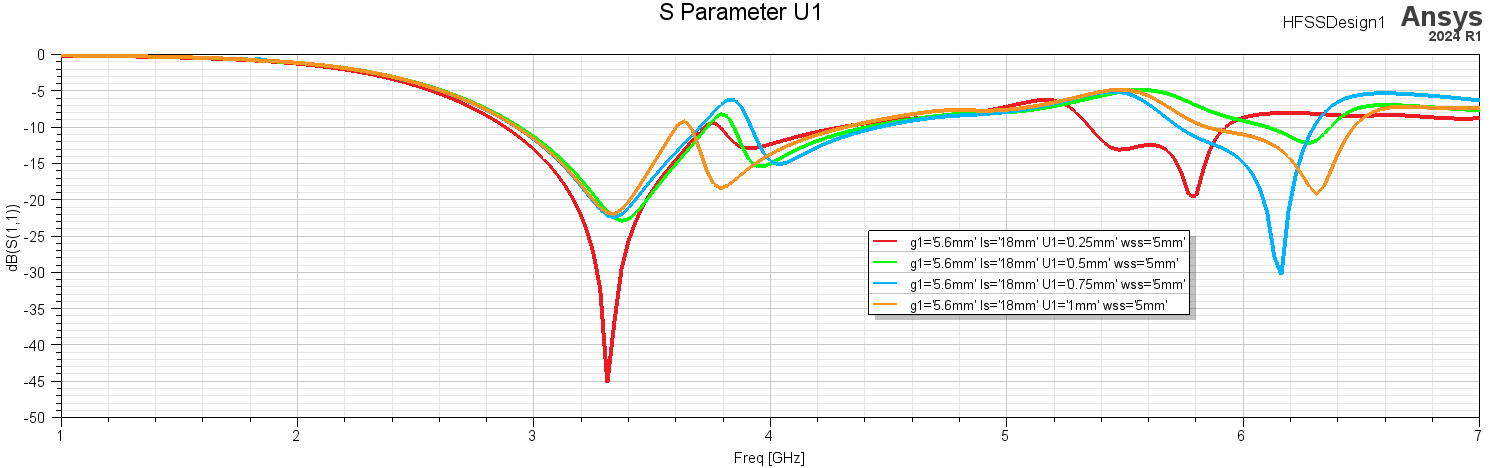 S Parameter U1
HFSSDesign1
Ansys
2024 R1
0
-5
-10
-15
-20
-25
-30
-35
-40
-45
-50
dB(S(1,1))
g1='5.6mm' ls='18mm' U1='0.25mm' wss='5mm'
g1='5.6mm' ls='18mm' U1='0.5mm' wss='5mm'
g1='5.6mm' ls='18mm' U1='0.75mm' wss='5mm'
g1='5.6mm' ls='18mm' U1='1mm' wss='5mm'
1 2 3 4 5 6 7
Freq [GHz]